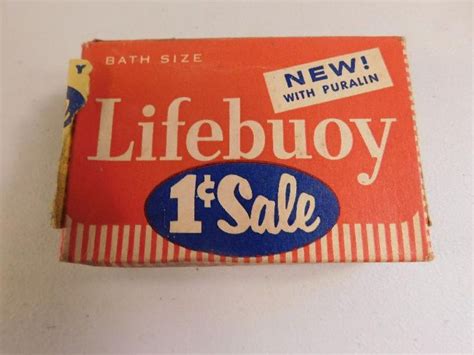 BATH SIZE
NEW!
WITH PURALIN
Lifebuoy
1¢ Sale
Y